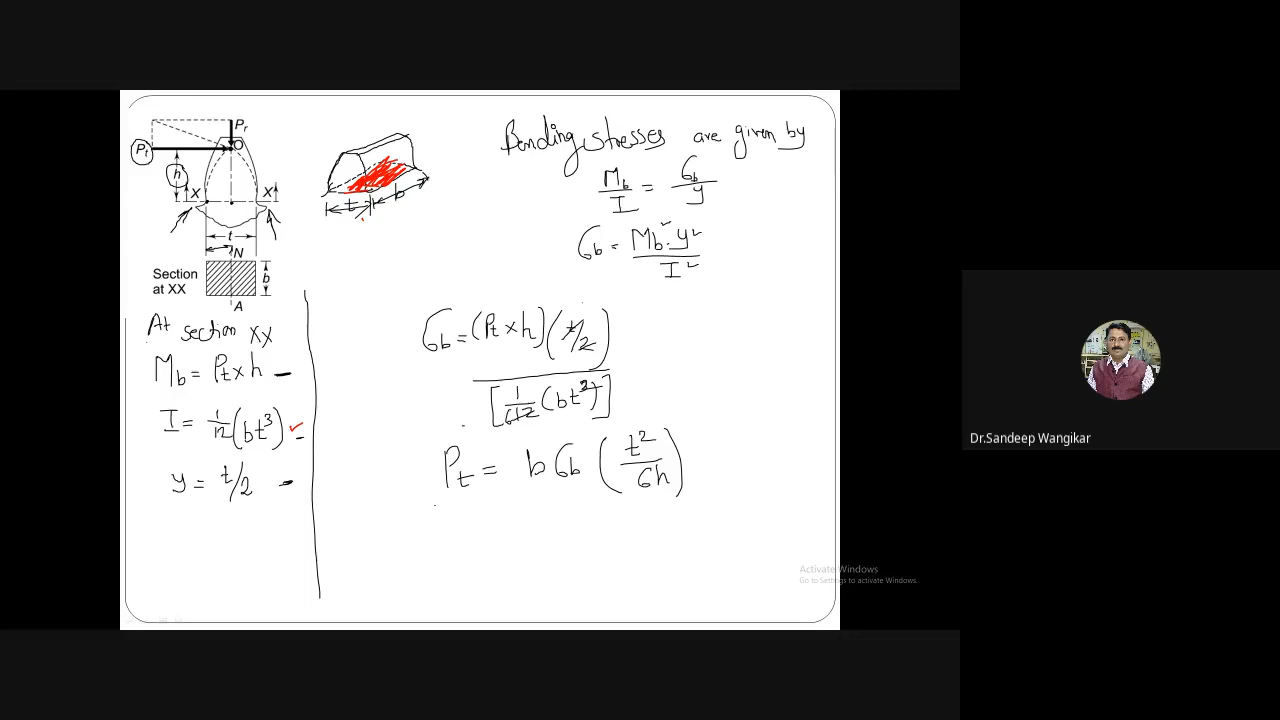 Pr
Pt
O
h
X X
t
N
b
Section
at XX
A
t b
At section XX
Mb = Pt × h
I = 1/12 (bt³) ✓
y = t/2
Bending stresses are given by
Mb/I = σb/y
σb = Mb · y / I
σb = (Pt × h)(t/2) / [1/12 (bt³)]
6 2
Pt = b σb (t²/6h)
Dr.Sandeep Wangikar
Activate Windows
Go to Settings to activate Windows.